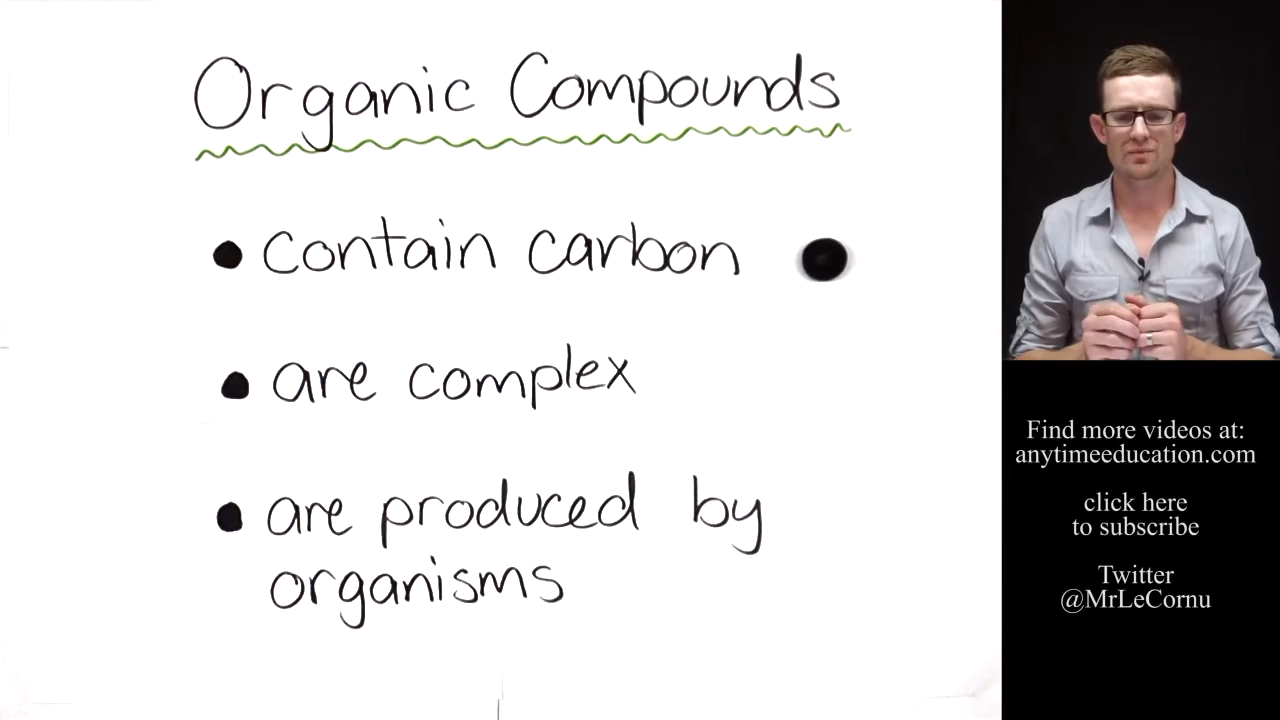 Organic Compounds
• contain carbon
• are complex
• are produced by
organisms
Find more videos at:
anytimeeducation.com
click here
to subscribe
Twitter
@MrLeCornu